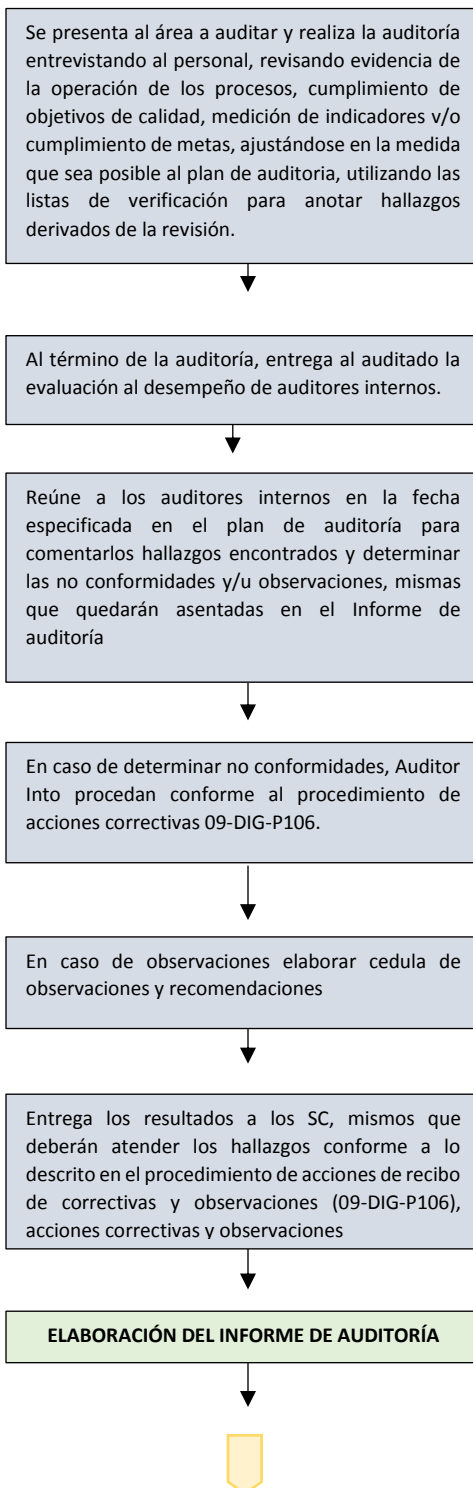 Se presenta al área a auditar y realiza la auditoría
entrevistando al personal, revisando evidencia de
la operación de los procesos, cumplimiento de
objetivos de calidad, medición de indicadores v/o
cumplimiento de metas, ajustándose en la medida
que sea posible al plan de auditoria, utilizando las
listas de verificación para anotar hallazgos
derivados de la revisión.
Al término de la auditoría, entrega al auditado la
evaluación al desempeño de auditores internos.
Reúne a los auditores internos en la fecha
especificada en el plan de auditoría para
comentarlos hallazgos encontrados y determinar
las no conformidades y/u observaciones, mismas
que quedarán asentadas en el Informe de
auditoría
En caso de determinar no conformidades, Auditor
Into procedan conforme al procedimiento de
acciones correctivas 09-DIG-P106.
En caso de observaciones elaborar cedula de
observaciones y recomendaciones
Entrega los resultados a los SC, mismos que
deberán atender los hallazgos conforme a lo
descrito en el procedimiento de acciones de recibo
de correctivas y observaciones (09-DIG-P106),
acciones correctivas y observaciones
ELABORACIÓN DEL INFORME DE AUDITORÍA